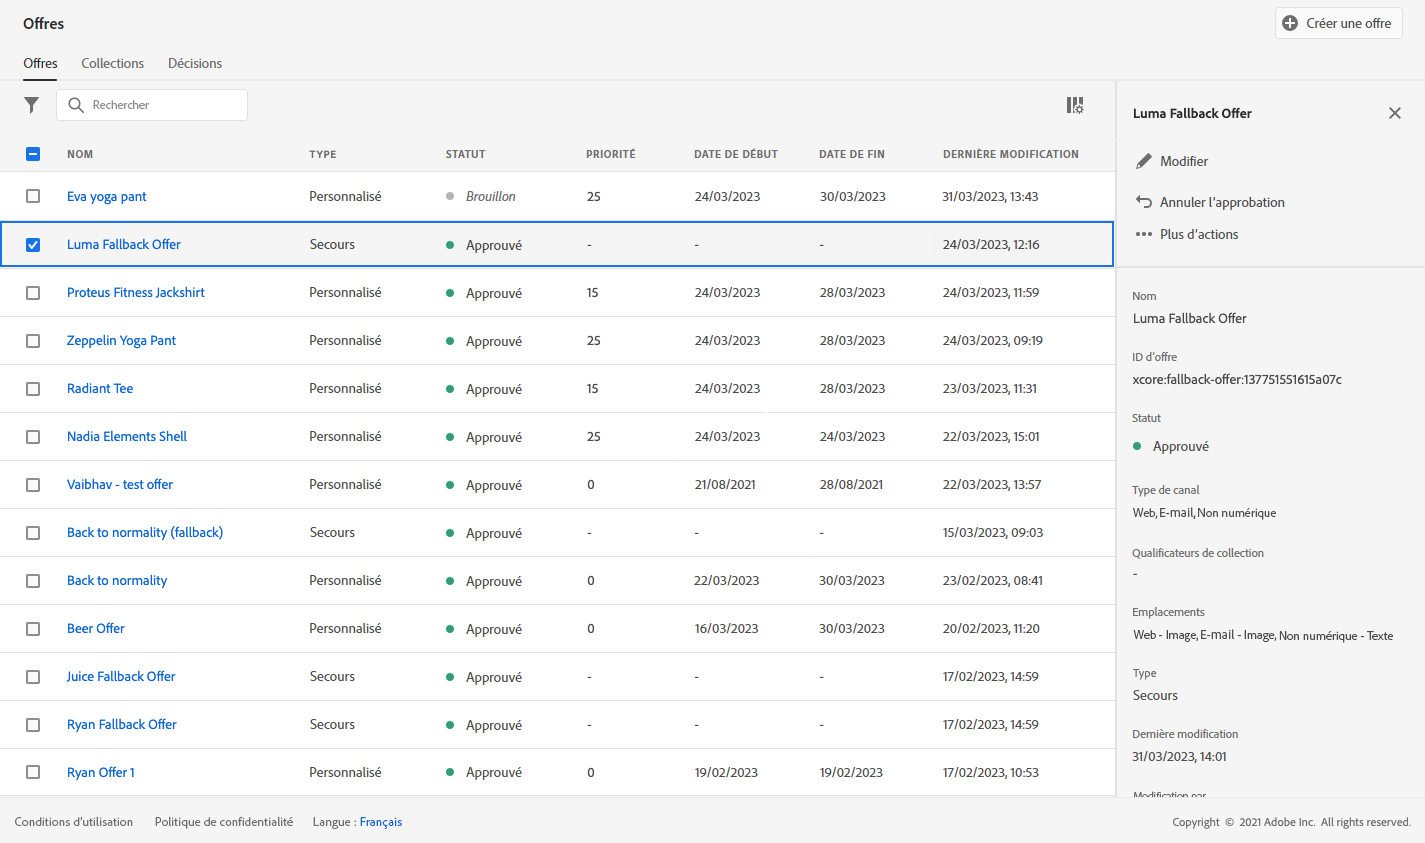 Offres
Créer une offre
Offres Collections Décisions
Rechercher
NOM TYPE STATUT PRIORITÉ DATE DE DÉBUT DATE DE FIN DERNIÈRE MODIFICATION
Eva yoga pant Personnalisé Brouillon 25 24/03/2023 30/03/2023 31/03/2023, 13:43
Luma Fallback Offer Secours Approuvé - - - 24/03/2023, 12:16
Proteus Fitness Jackshirt Personnalisé Approuvé 15 24/03/2023 28/03/2023 24/03/2023, 11:59
Zeppelin Yoga Pant Personnalisé Approuvé 25 24/03/2023 28/03/2023 24/03/2023, 09:19
Radiant Tee Personnalisé Approuvé 15 24/03/2023 28/03/2023 23/03/2023, 11:31
Nadia Elements Shell Personnalisé Approuvé 25 24/03/2023 24/03/2023 22/03/2023, 15:01
Vaibhav - test offer Personnalisé Approuvé 0 21/08/2021 28/08/2021 22/03/2023, 13:57
Back to normality (fallback) Secours Approuvé - - - 15/03/2023, 09:03
Back to normality Personnalisé Approuvé 0 22/03/2023 30/03/2023 23/02/2023, 08:41
Beer Offer Personnalisé Approuvé 0 16/03/2023 30/03/2023 20/02/2023, 11:20
Juice Fallback Offer Secours Approuvé - - - 17/02/2023, 14:59
Ryan Fallback Offer Secours Approuvé - - - 17/02/2023, 14:59
Ryan Offer 1 Personnalisé Approuvé 0 19/02/2023 19/02/2023 17/02/2023, 10:53
Luma Fallback Offer
Modifier
Annuler l'approbation
Plus d'actions
Nom
Luma Fallback Offer
ID d'offre
xcore:fallback-offer:137751551615a07c
Statut
Approuvé
Type de canal
Web, E-mail, Non numérique
Qualificateurs de collection
-
Emplacements
Web - Image, E-mail - Image, Non numérique - Texte
Type
Secours
Dernière modification
31/03/2023, 14:01
Modification par
Conditions d'utilisation Politique de confidentialité Langue : Français Copyright © 2021 Adobe Inc. All rights reserved.